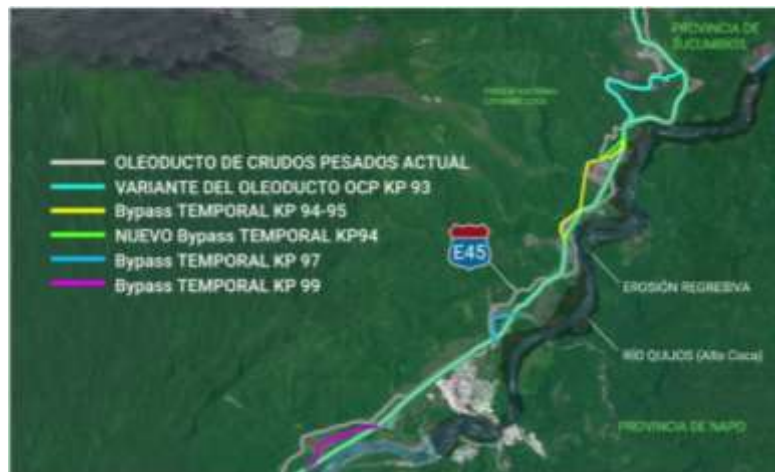 PROVINCIA DE
SUCUMBÍOS
OLEODUCTO DE CRUDOS PESADOS ACTUAL
VARIANTE DEL OLEODUCTO OCP KP 93
Bypass TEMPORAL KP 94-95
NUEVO Bypass TEMPORAL KP94
Bypass TEMPORAL KP 97
Bypass TEMPORAL KP 99
E45
EROSIÓN REGRESIVA
RÍO QUIJOS (Alto Coca)
PROVINCIA DE NAPO